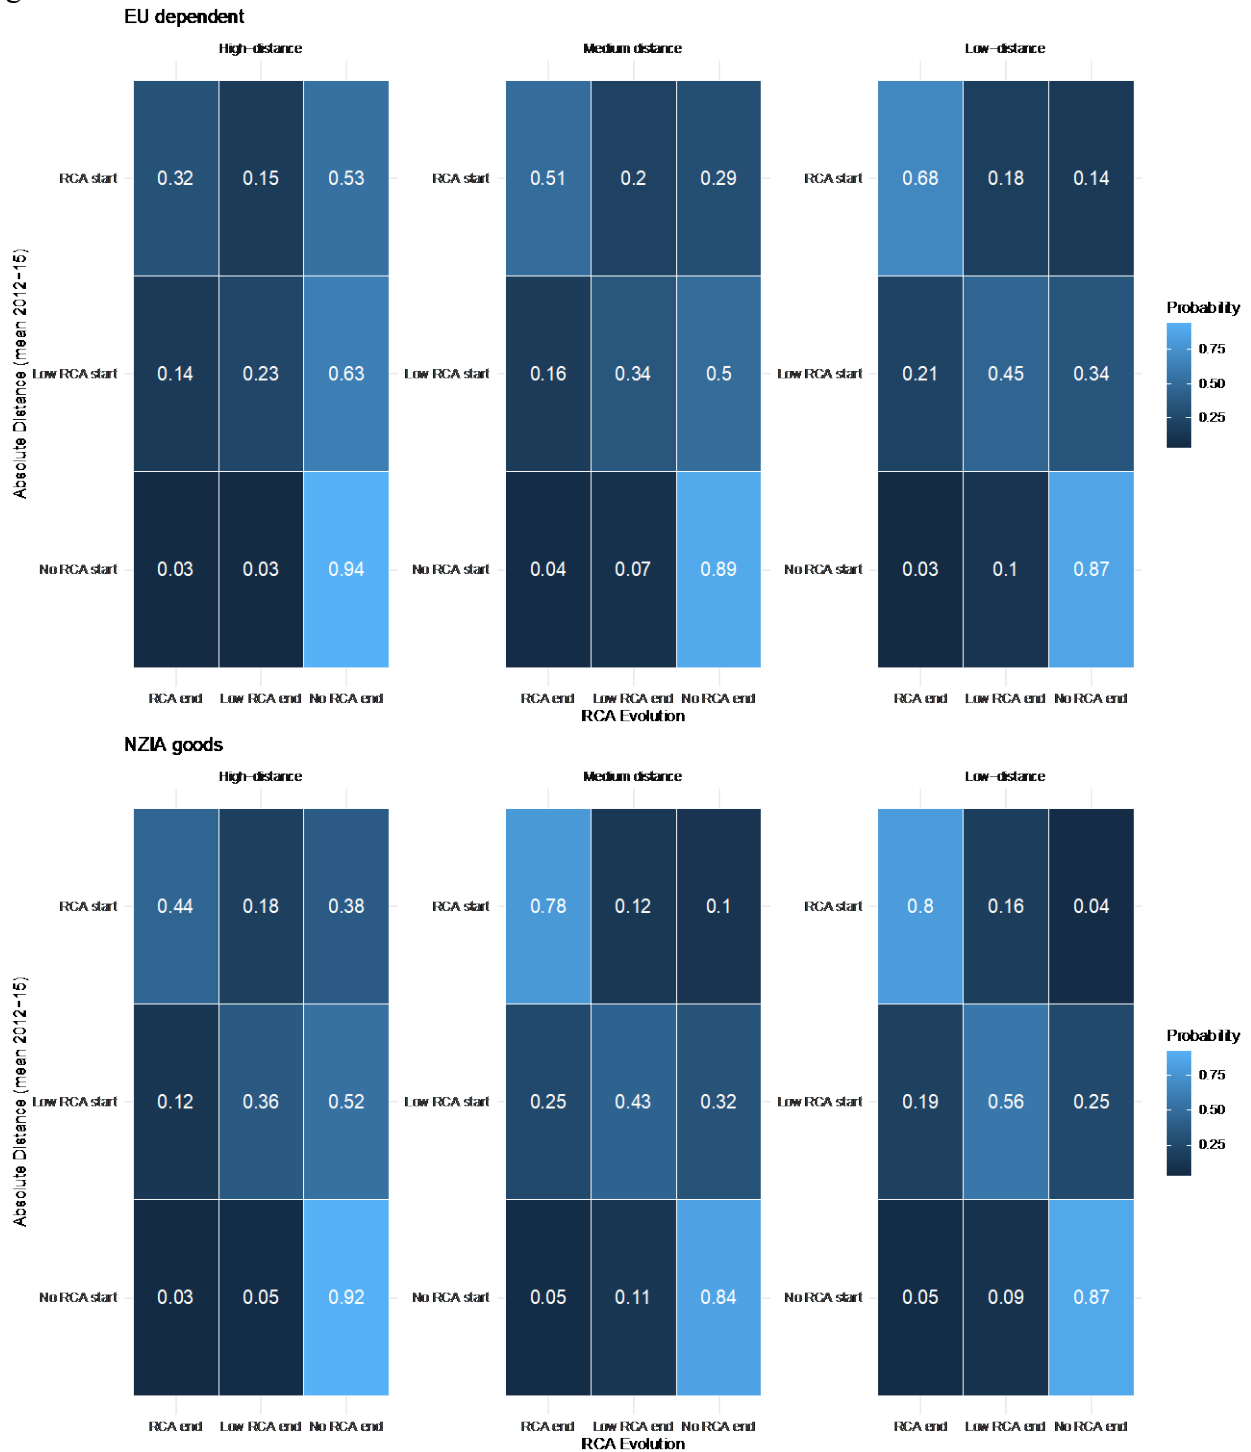 EU dependent
High-distance Medium distance Low-distance
RCA start 0.32 0.15 0.53 RCA start 0.51 0.2 0.29 RCA start 0.68 0.18 0.14
Absolute Distance (mean 2012-15)
Probability
0.75
0.50
0.25
Low RCA start 0.14 0.23 0.63 Low RCA start 0.16 0.34 0.5 Low RCA start 0.21 0.45 0.34
No RCA start 0.03 0.03 0.94 No RCA start 0.04 0.07 0.89 No RCA start 0.03 0.1 0.87
RCA end Low RCA end No RCA end RCA end Low RCA end No RCA end RCA end Low RCA end No RCA end
RCA Evolution
NZIA goods
High-distance Medium distance Low-distance
RCA start 0.44 0.18 0.38 RCA start 0.78 0.12 0.1 RCA start 0.8 0.16 0.04
Absolute Distance (mean 2012-15)
Probability
0.75
0.50
0.25
Low RCA start 0.12 0.36 0.52 Low RCA start 0.25 0.43 0.32 Low RCA start 0.19 0.56 0.25
No RCA start 0.03 0.05 0.92 No RCA start 0.05 0.11 0.84 No RCA start 0.05 0.09 0.87
RCA end Low RCA end No RCA end RCA end Low RCA end No RCA end RCA end Low RCA end No RCA end
RCA Evolution